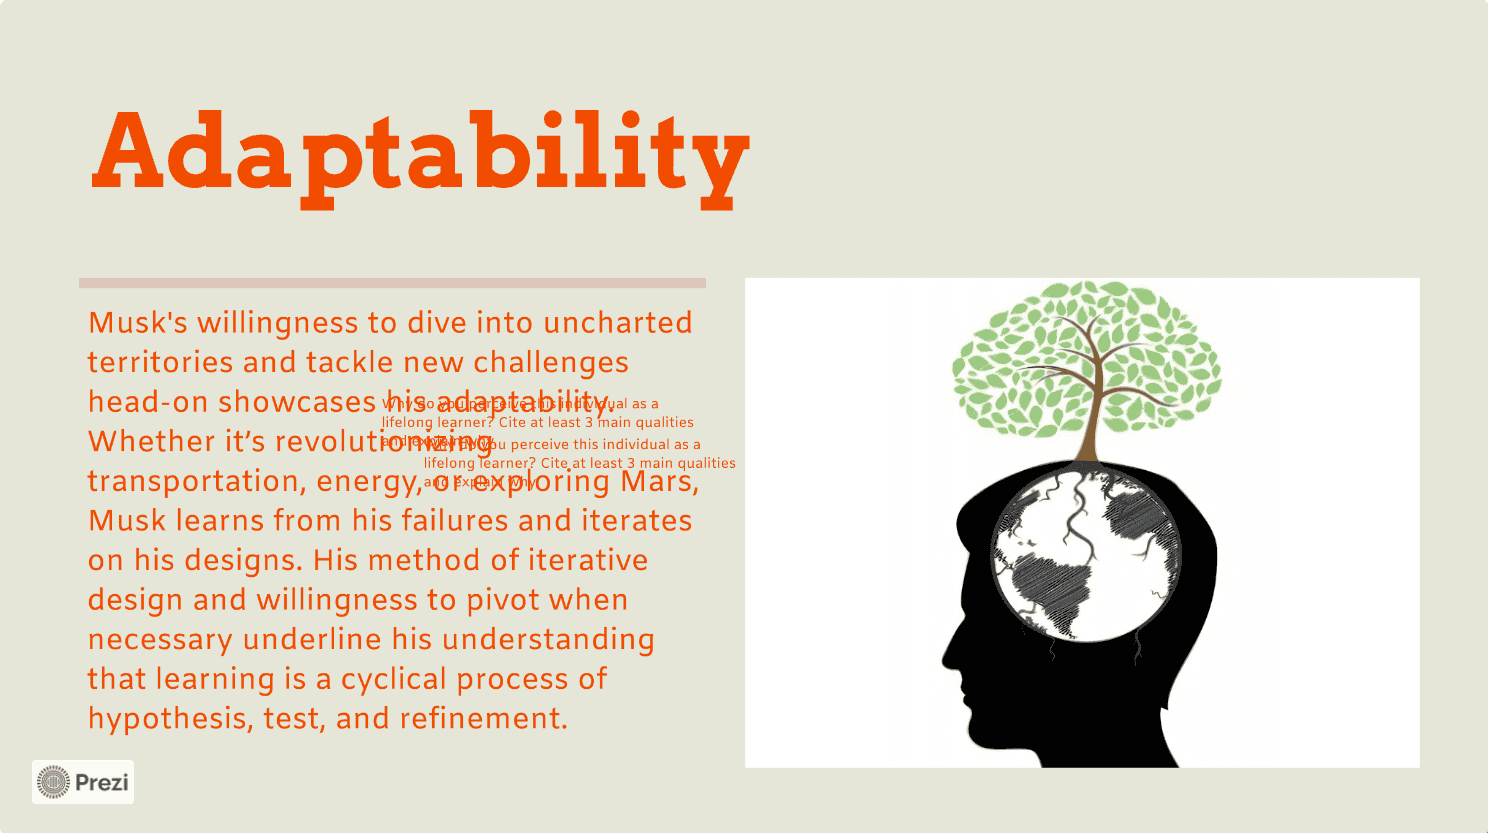 Adaptability
Musk's willingness to dive into uncharted
territories and tackle new challenges
head-on showcases his adaptability.
Whether it’s revolutionizing
transportation, energy, or exploring Mars,
Musk learns from his failures and iterates
on his designs. His method of iterative
design and willingness to pivot when
necessary underline his understanding
that learning is a cyclical process of
hypothesis, test, and refinement.
Why do you perceive this individual as a
lifelong learner? Cite at least 3 main qualities
and explain why.
Why do you perceive this individual as a
lifelong learner? Cite at least 3 main qualities
and explain why.
Prezi